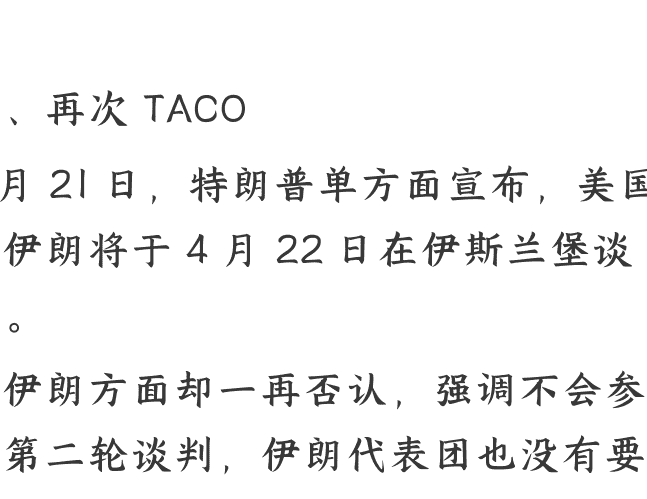 、再次 TACO
月 21 日，特朗普单方面宣布，美国
伊朗将于 4 月 22 日在伊斯兰堡谈
。
伊朗方面却一再否认，强调不会参
第二轮谈判，伊朗代表团也没有要